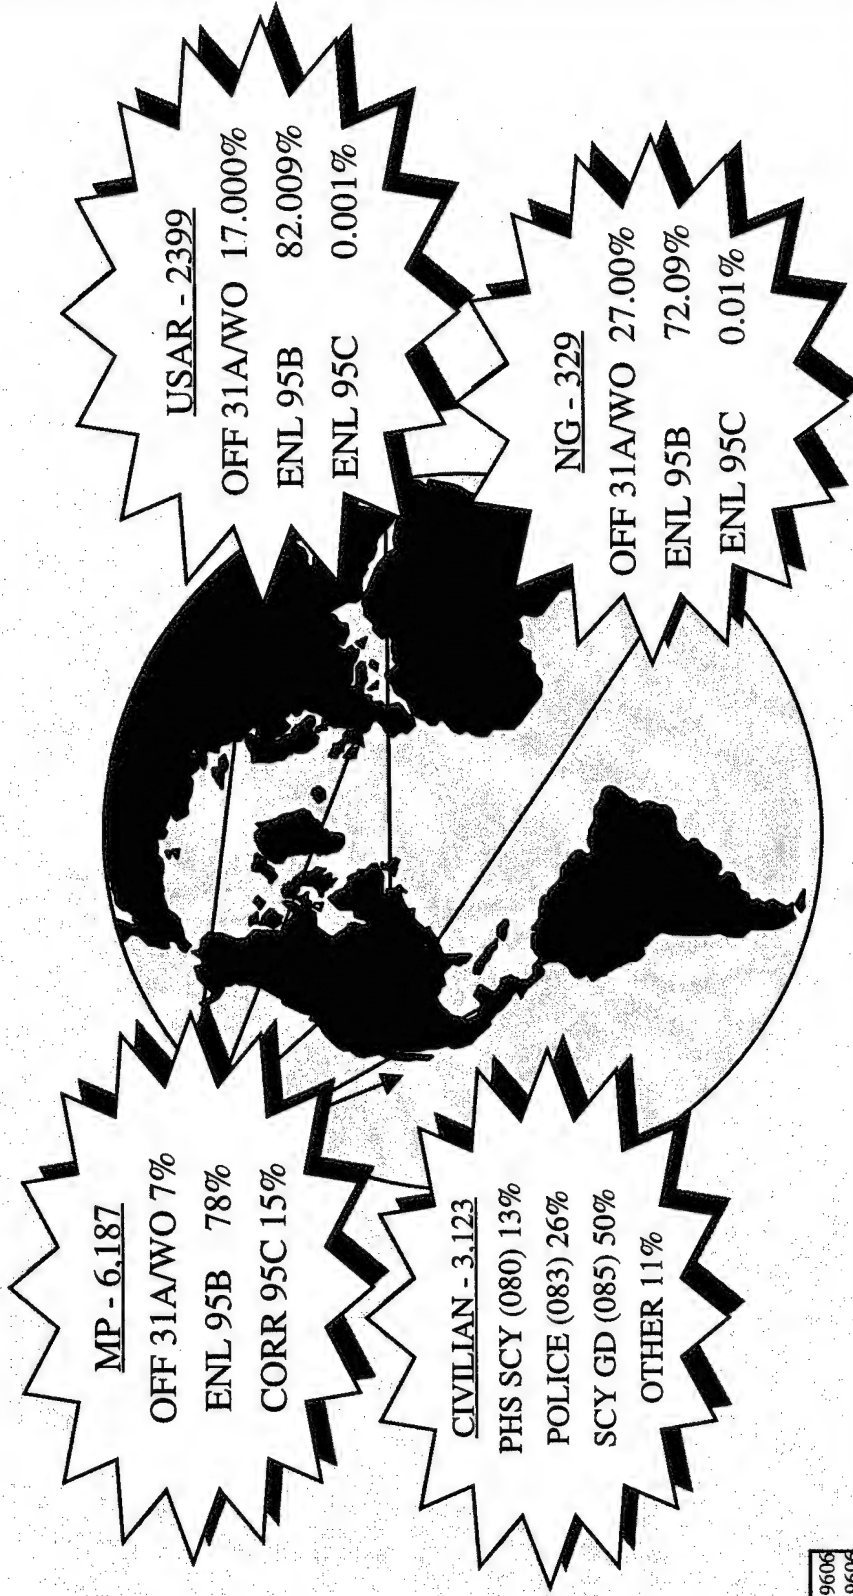 MP - 6,187
OFF 31A/WO 7%
ENL 95B 78%
CORR 95C 15%
USAR - 2399
OFF 31A/WO 17.000%
ENL 95B 82.009%
ENL 95C 0.001%
CIVILIAN - 3,123
PHS SCY (080) 13%
POLICE (083) 26%
SCY GD (085) 50%
OTHER 11%
NG - 329
OFF 31A/WO 27.00%
ENL 95B 72.09%
ENL 95C 0.01%
9606